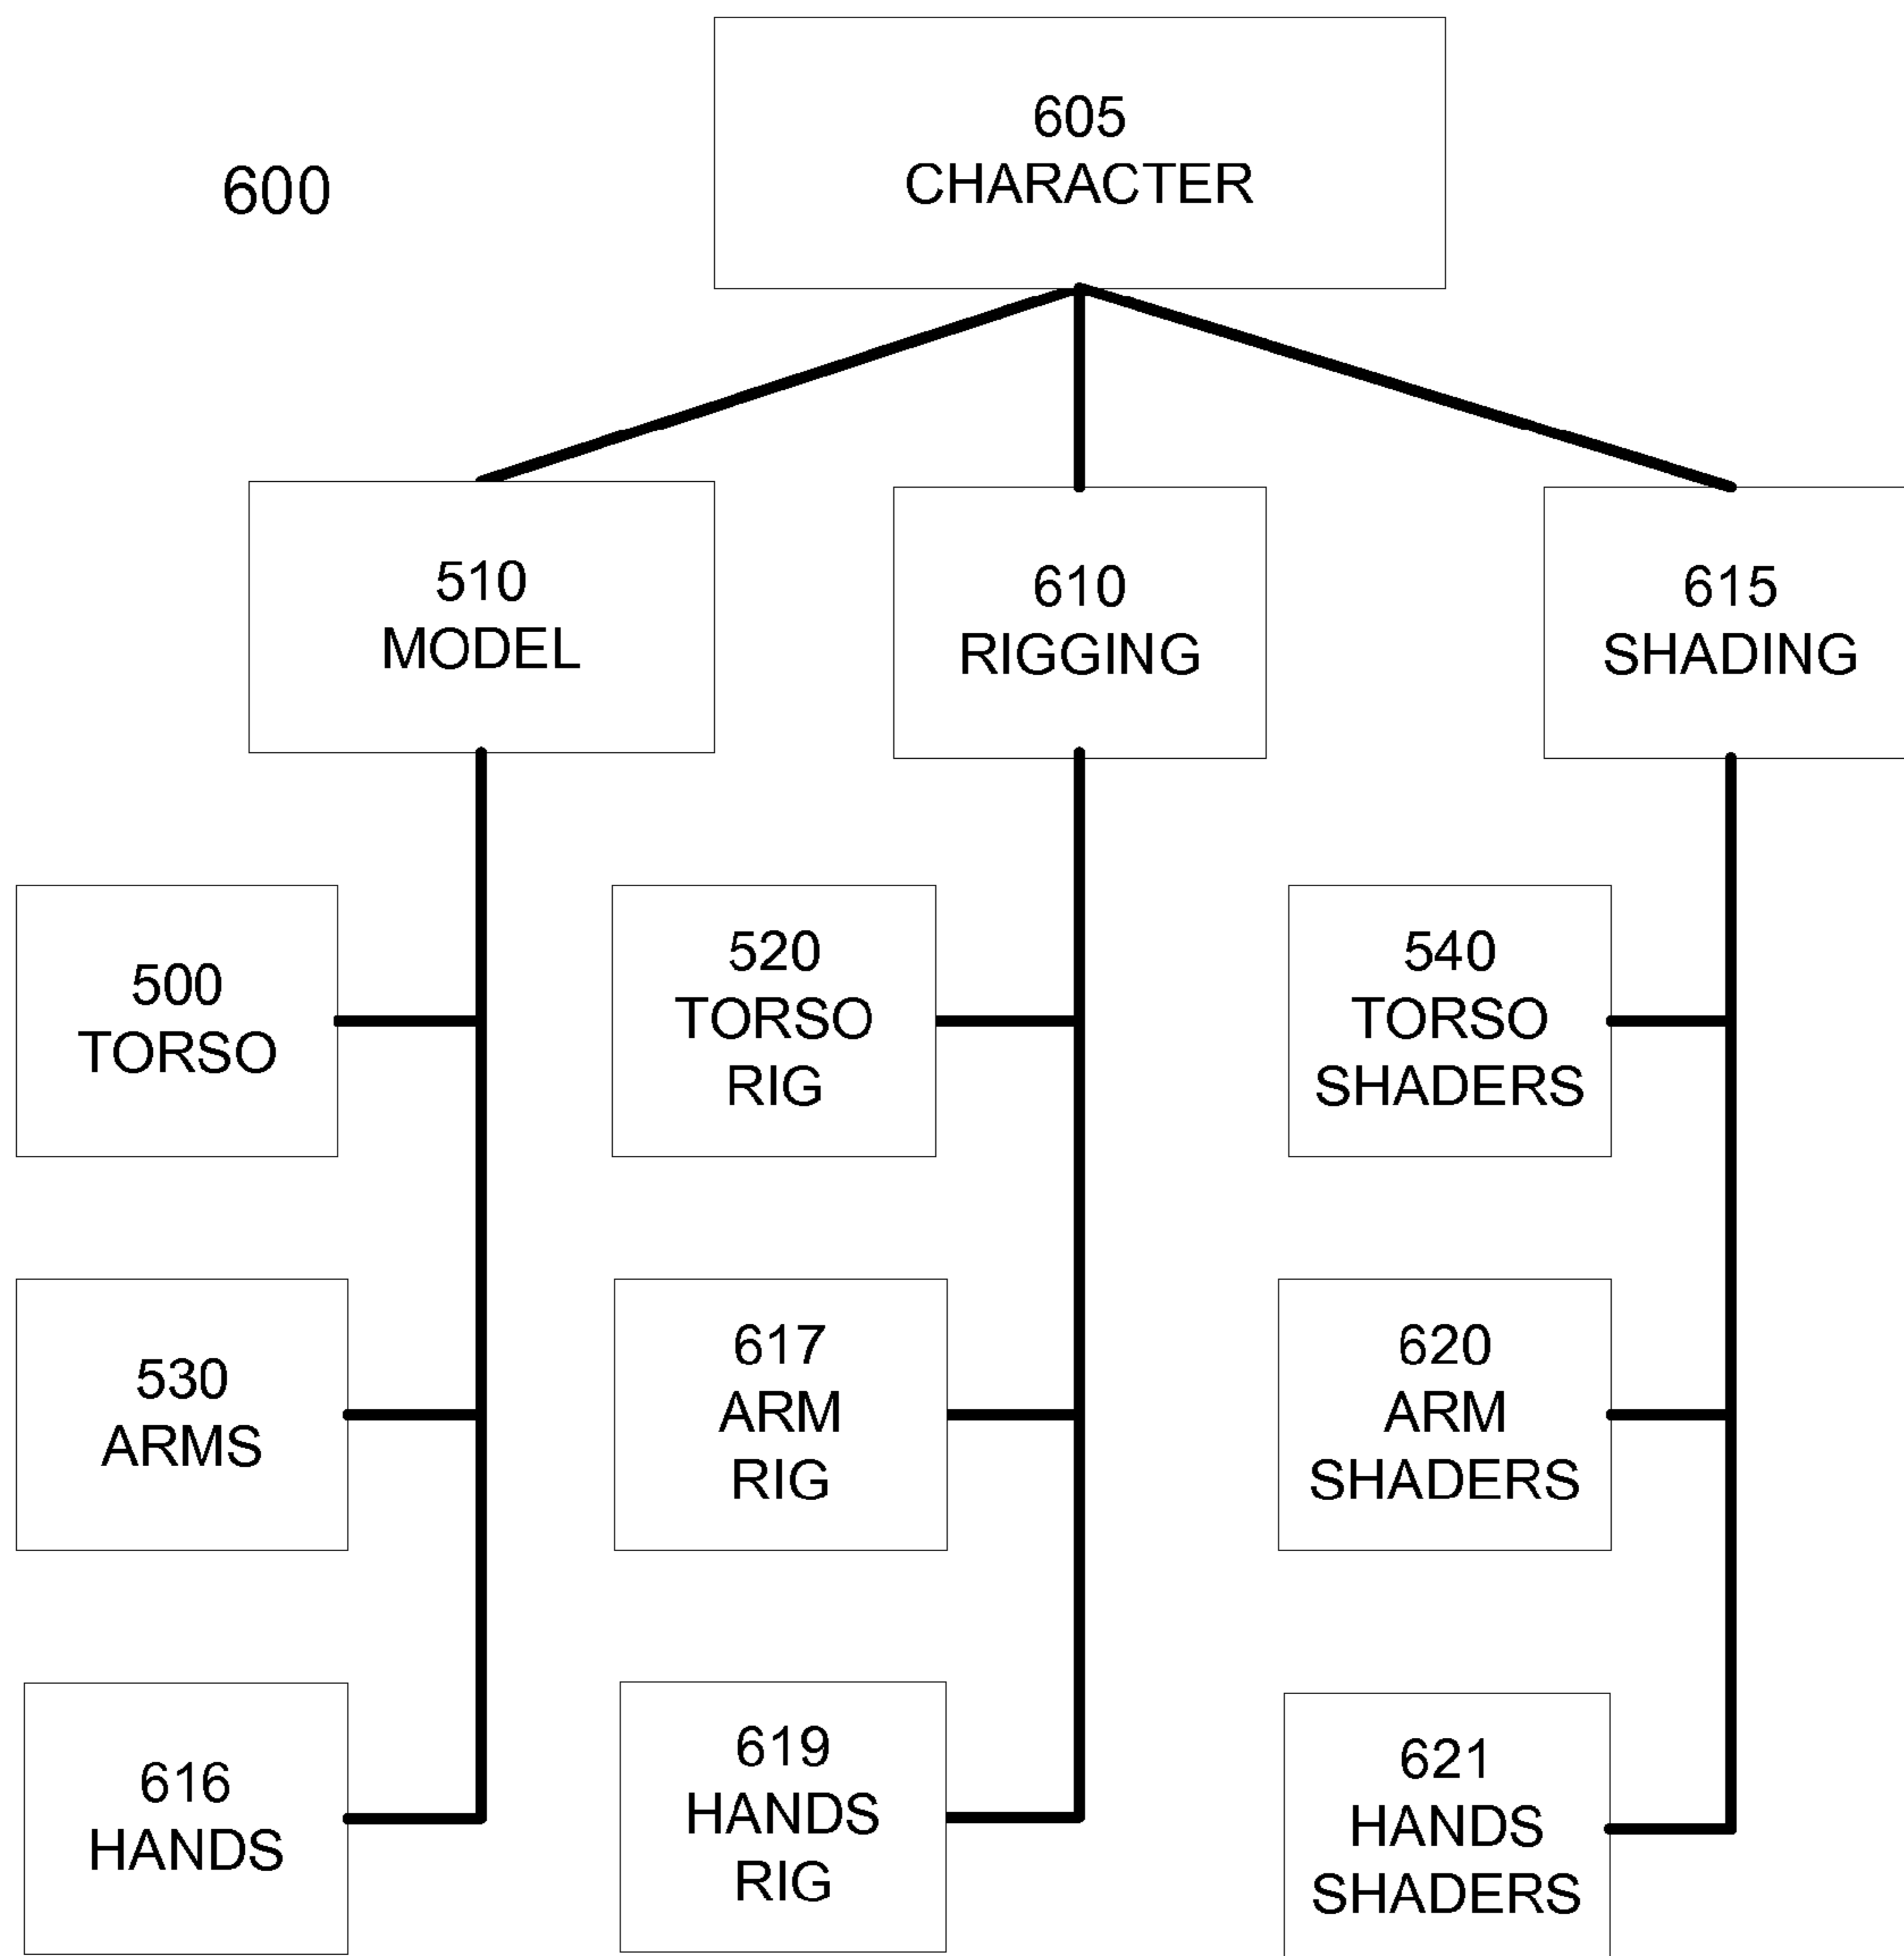 600
605
CHARACTER
510
MODEL
610
RIGGING
615
SHADING
500
TORSO
520
TORSO
RIG
540
TORSO
SHADERS
530
ARMS
617
ARM
RIG
620
ARM
SHADERS
616
HANDS
619
HANDS
RIG
621
HANDS
SHADERS